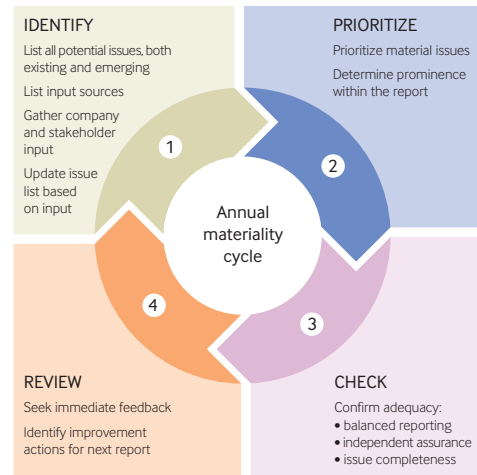 IDENTIFY
List all potential issues, both
existing and emerging
List input sources
Gather company
and stakeholder
input
Update issue
list based
on input
1
PRIORITIZE
Prioritize material issues
Determine prominence
within the report
2
Annual
materiality
cycle
4
REVIEW
Seek immediate feedback
Identify improvement
actions for next report
3
CHECK
Confirm adequacy:
• balanced reporting
• independent assurance
• issue completeness